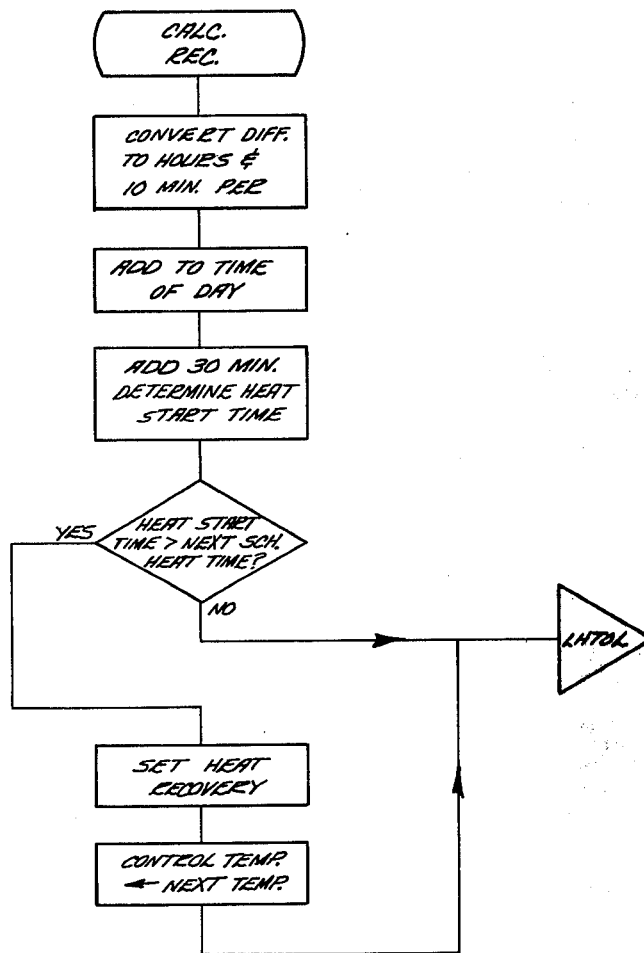 CALC.
REC.
CONVERT DIFF.
TO HOURS &
10 MIN. PER
ADD TO TIME
OF DAY
ADD 30 MIN.
DETERMINE HEAT
START TIME
HEAT START
TIME > NEXT SCH.
HEAT TIME?
YES
NO
LHTOL
SET HEAT
RECOVERY
CONTROL TEMP.
← NEXT TEMP.